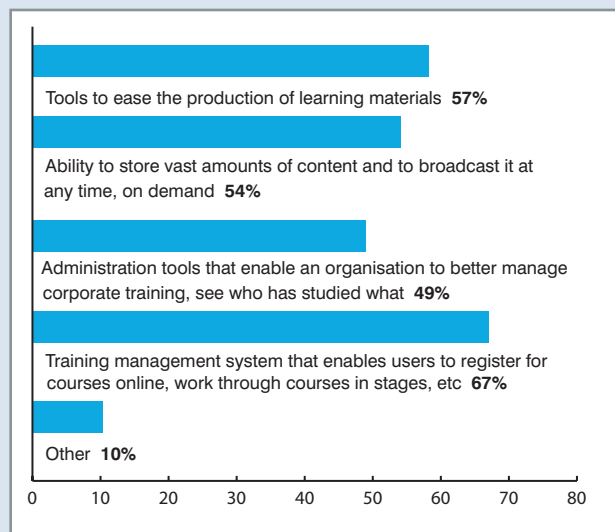 Tools to ease the production of learning materials 57%
Ability to store vast amounts of content and to broadcast it at
any time, on demand 54%
Administration tools that enable an organisation to better manage
corporate training, see who has studied what 49%
Training management system that enables users to register for
courses online, work through courses in stages, etc 67%
Other 10%
0 10 20 30 40 50 60 70 80